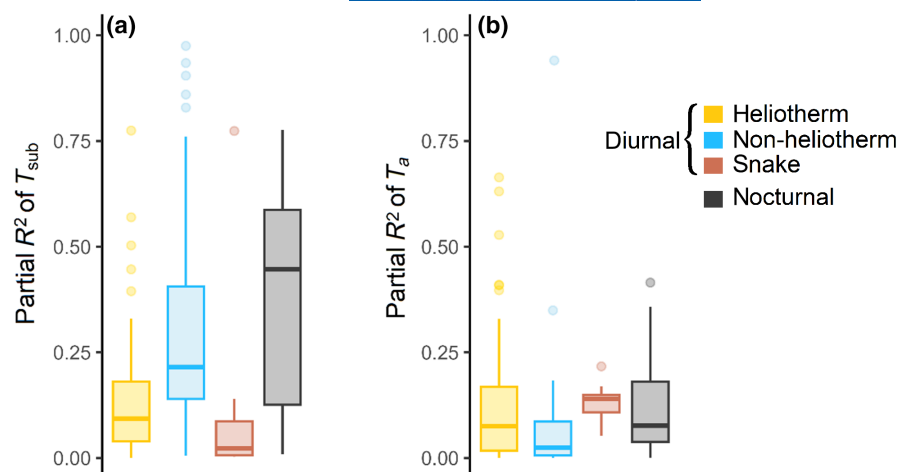 (a)
1.00
0.75
0.50
0.25
0.00
Partial R² of Tsub
(b)
1.00
0.75
0.50
0.25
0.00
Partial R² of Ta
Diurnal
Heliotherm
Non-heliotherm
Snake
Nocturnal